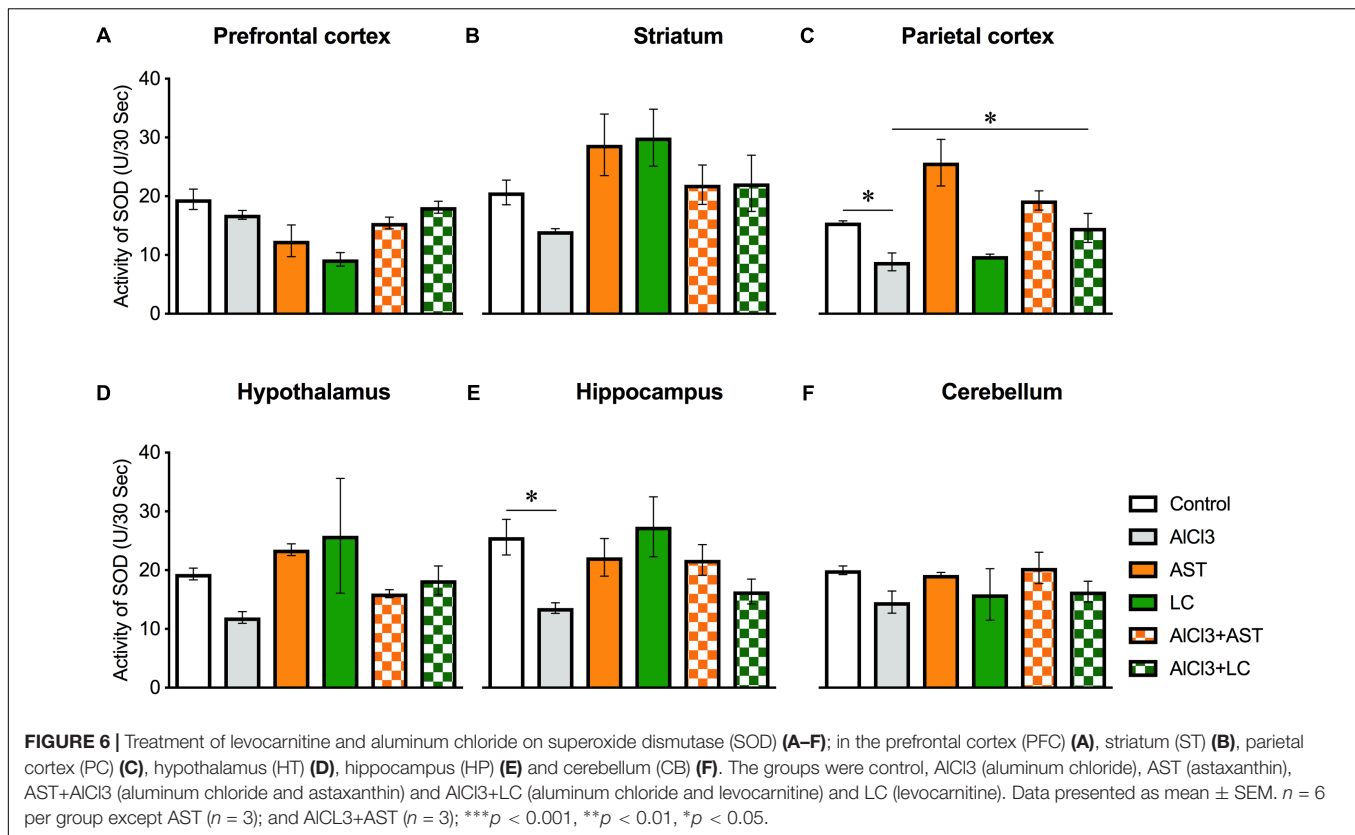 A Prefrontal cortex B Striatum C Parietal cortex
Activity of SOD (U/30 Sec)
40
30
20
10
0
*
*
D Hypothalamus E Hippocampus F Cerebellum
Activity of SOD (U/30 Sec)
40
30
20
10
0
*
Control
AlCl3
AST
LC
AlCl3+AST
AlCl3+LC
FIGURE 6 | Treatment of levocarnitine and aluminum chloride on superoxide dismutase (SOD) (A–F); in the prefrontal cortex (PFC) (A), striatum (ST) (B), parietal
cortex (PC) (C), hypothalamus (HT) (D), hippocampus (HP) (E) and cerebellum (CB) (F). The groups were control, AlCl3 (aluminum chloride), AST (astaxanthin),
AST+AlCl3 (aluminum chloride and astaxanthin) and AlCl3+LC (aluminum chloride and levocarnitine) and LC (levocarnitine). Data presented as mean ± SEM. n = 6
per group except AST (n = 3); and AlCL3+AST (n = 3); ***p < 0.001, **p < 0.01, *p < 0.05.